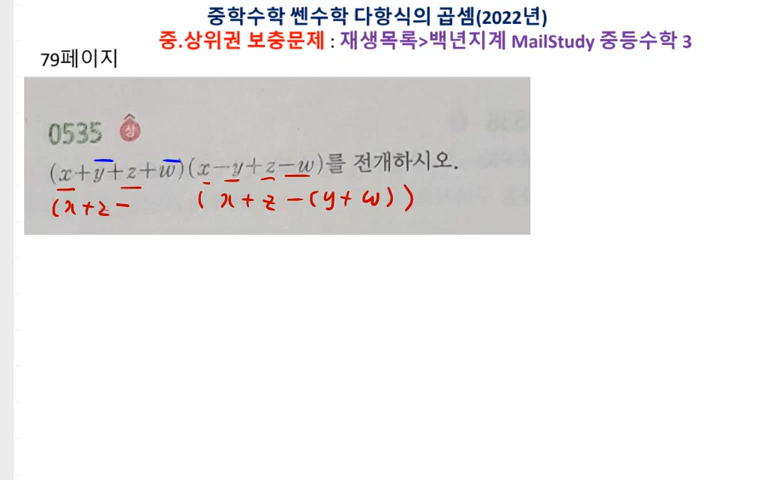 중학수학 쎈수학 다항식의 곱셈(2022년)
중.상위권 보충문제 : 재생목록>백년지계 MailStudy 중등수학 3
79페이지
0535 상
(x+y+z+w)(x-y+z-w)를 전개하시오.
(x+z- (x+z-(y+w))